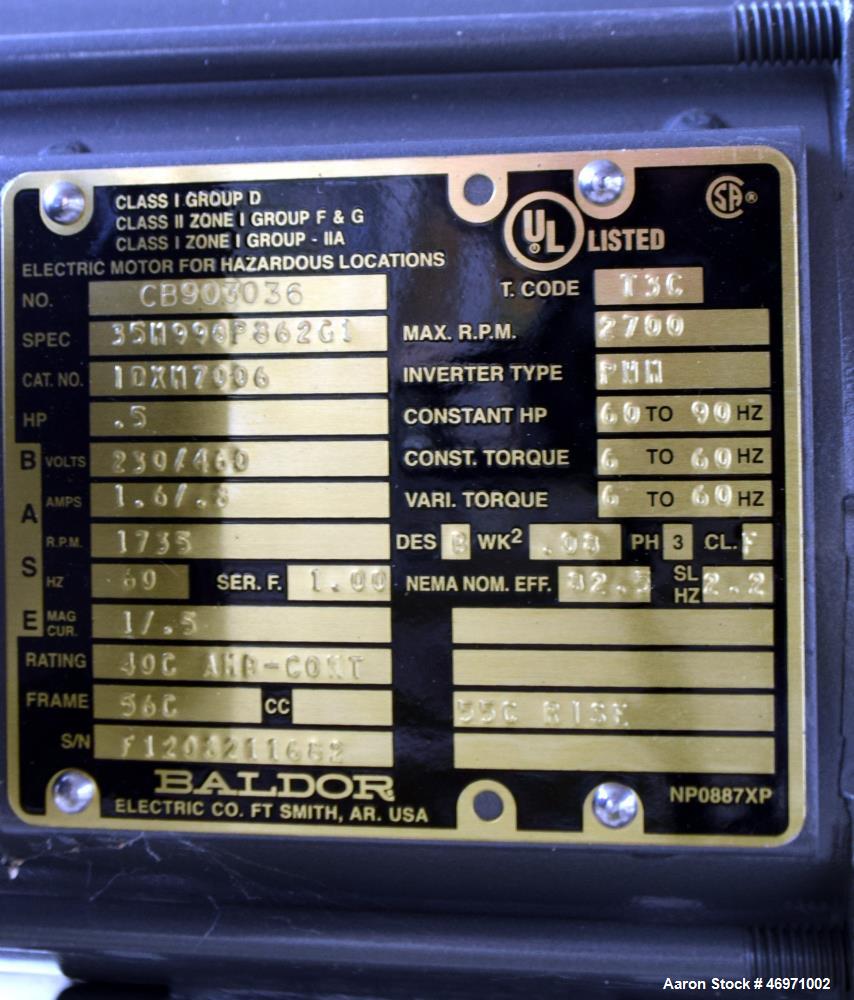 CLASS I GROUP D
CLASS II ZONE I GROUP F & G
CLASS I ZONE I GROUP - IIA
ELECTRIC MOTOR FOR HAZARDOUS LOCATIONS
UL LISTED
SA ®
NO. CB903036
T. CODE T3C
SPEC 35M990P862G1
MAX. R.P.M. 2700
CAT. NO. IDXM7006
INVERTER TYPE PWM
HP .5
CONSTANT HP 60 TO 90 HZ
BASE
VOLTS 230/460
CONST. TORQUE 6 TO 60 HZ
AMPS 1.6/.8
VARI. TORQUE 6 TO 60 HZ
R.P.M. 1735
DES B WK2 .08 PH 3 CL. F
HZ 60 SER. F. 1.00
NEMA NOM. EFF. 82.5 SL HZ 2.2
MAG CUR. 1/.5
RATING 40C AMB-CONT
FRAME 56C CC
55C RISE
S/N
BALDOR
ELECTRIC CO. FT SMITH, AR. USA
NP0887XP
Aaron Stock # 46971002